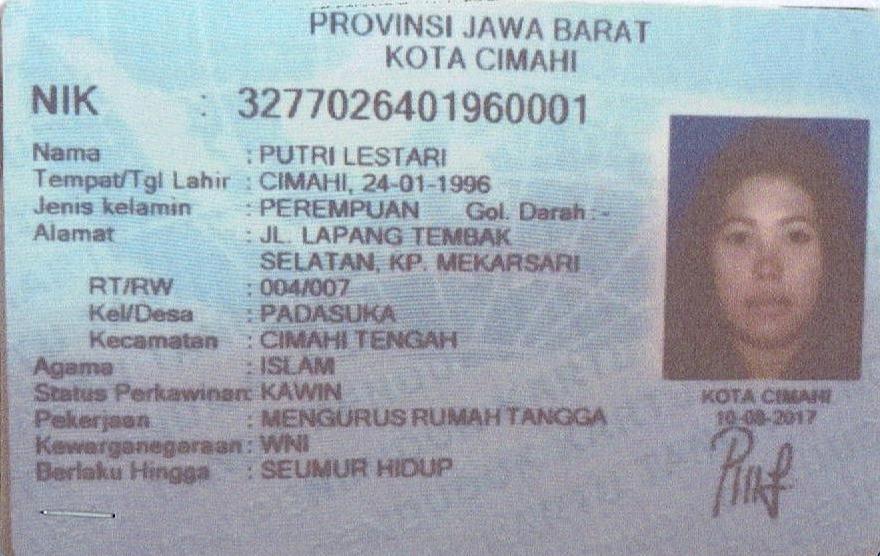 PROVINSI JAWA BARAT
KOTA CIMAHI
NIK : 3277026401960001
Nama : PUTRI LESTARI
Tempat/Tgl Lahir : CIMAHI, 24-01-1996
Jenis kelamin : PEREMPUAN Gol. Darah : -
Alamat : JL. LAPANG TEMBAK
SELATAN, KP. MEKARSARI
RT/RW : 004/007
Kel/Desa : PADASUKA
Kecamatan : CIMAHI TENGAH
Agama : ISLAM
Status Perkawinan: KAWIN
Pekerjaan : MENGURUS RUMAH TANGGA
Kewarganegaraan : WNI
Berlaku Hingga : SEUMUR HIDUP
KOTA CIMAHI
10-08-2017